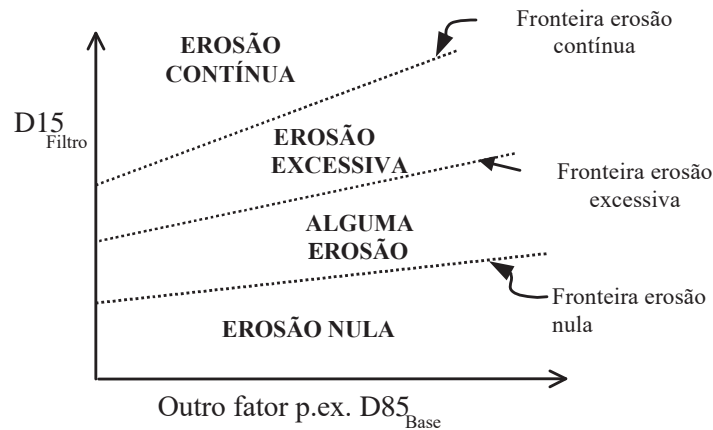 Fronteira erosão
contínua
EROSÃO
CONTÍNUA
D15 Filtro
EROSÃO
EXCESSIVA
Fronteira erosão
excessiva
ALGUMA
EROSÃO
Fronteira erosão
nula
EROSÃO NULA
Outro fator p.ex. D85 Base